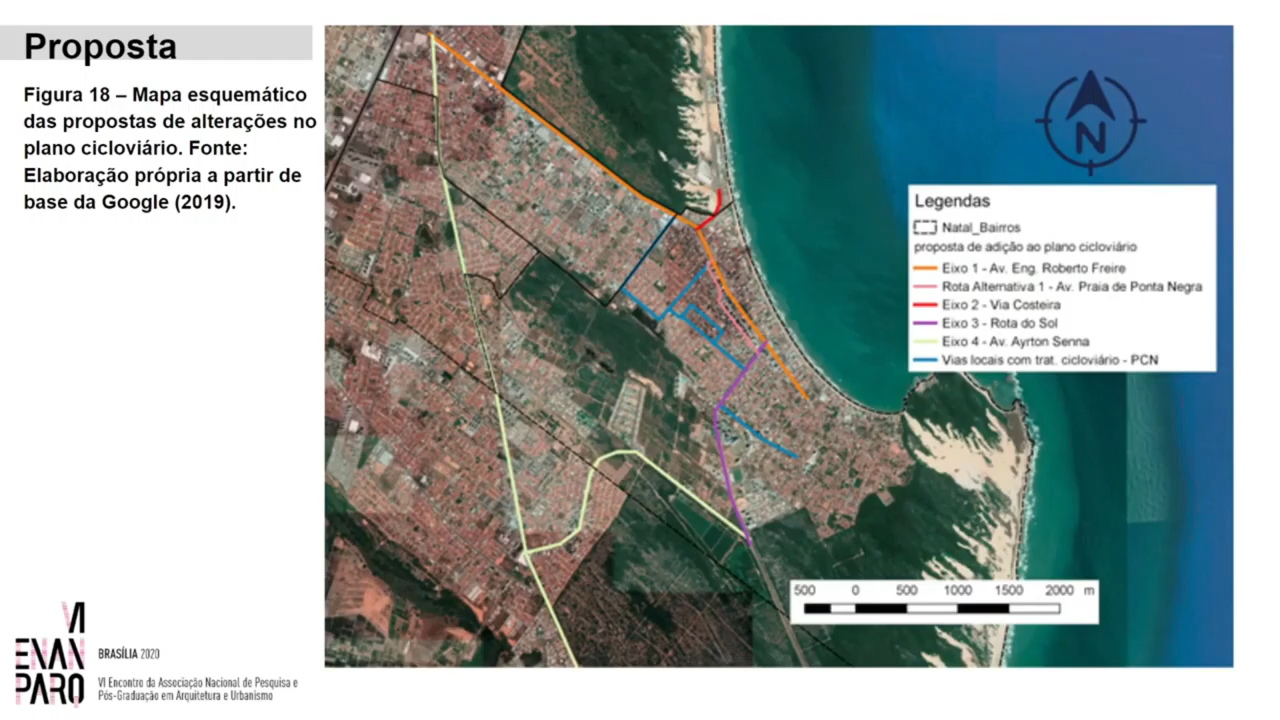 Proposta
Figura 18 – Mapa esquemático
das propostas de alterações no
plano cicloviário. Fonte:
Elaboração própria a partir de
base da Google (2019).
N
Legendas
Natal_Bairros
proposta de adição ao plano cicloviário
Eixo 1 - Av. Eng. Roberto Freire
Rota Alternativa 1 - Av. Praia de Ponta Negra
Eixo 2 - Via Costeira
Eixo 3 - Rota do Sol
Eixo 4 - Av. Ayrton Senna
Vias locais com trat. cicloviário - PCN
500 0 500 1000 1500 2000 m
VI
ENAN
PARQ
BRASÍLIA 2020
VI Encontro da Associação Nacional de Pesquisa e
Pós-Graduação em Arquitetura e Urbanismo